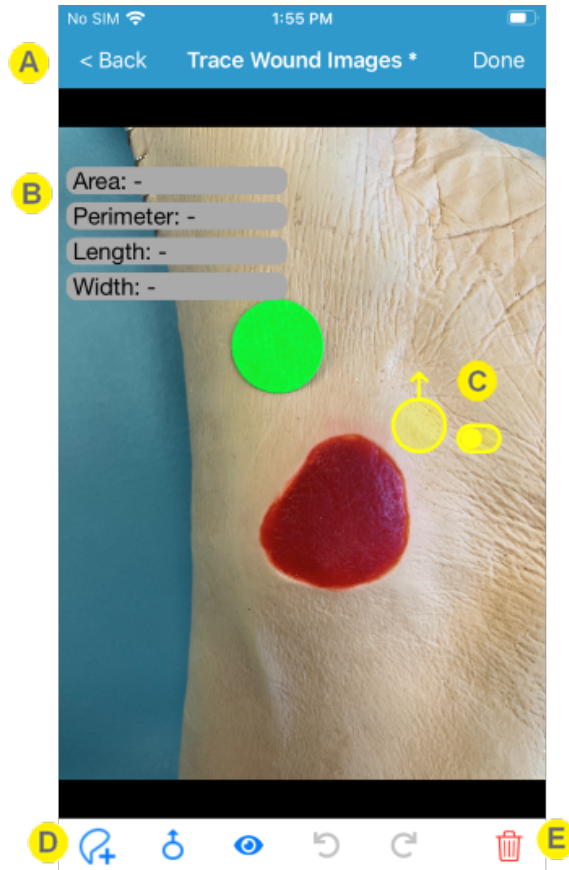 No SIM 1:55 PM
A < Back Trace Wound Images * Done
B Area: -
Perimeter: -
Length: -
Width: -
C
D E